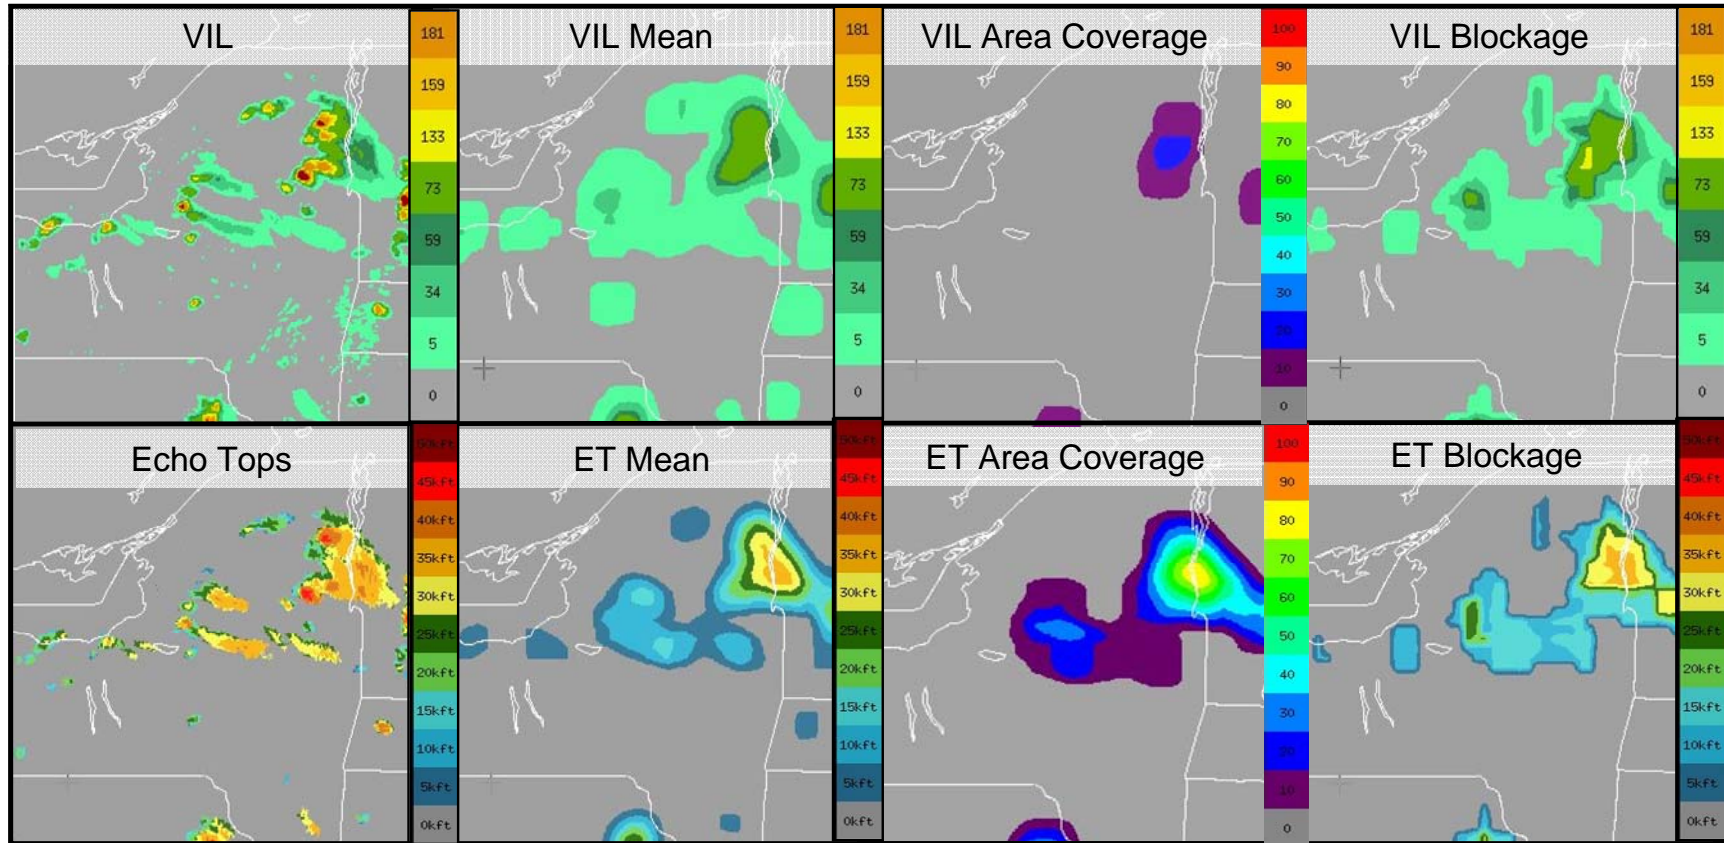 VIL
VIL Mean
VIL Area Coverage
VIL Blockage
181
159
133
73
59
34
5
0
181
159
133
73
59
34
5
0
100
90
80
70
60
50
40
30
20
10
0
181
159
133
73
59
34
5
0
Echo Tops
ET Mean
ET Area Coverage
ET Blockage
50kft
45kft
40kft
35kft
30kft
25kft
20kft
15kft
10kft
5kft
0kft
50kft
45kft
40kft
35kft
30kft
25kft
20kft
15kft
10kft
5kft
0kft
100
90
80
70
60
50
40
30
20
10
0
50kft
45kft
40kft
35kft
30kft
25kft
20kft
15kft
10kft
5kft
0kft